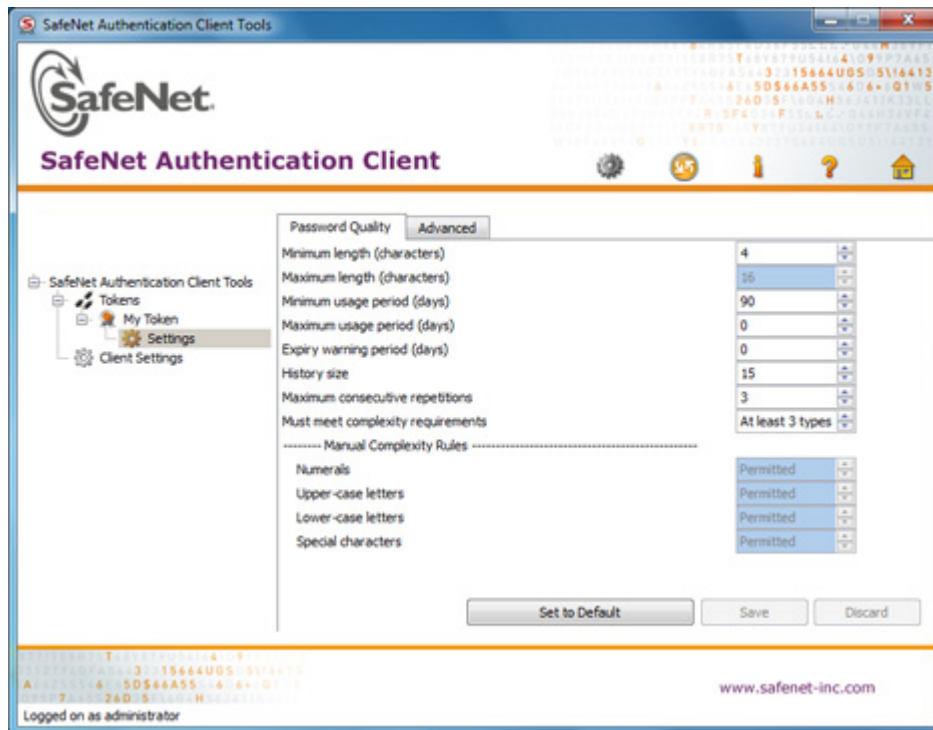 SafeNet Authentication Client Tools
SafeNet.
SafeNet Authentication Client
Password Quality Advanced
SafeNet Authentication Client Tools
Tokens
My Token
Settings
Client Settings
Minimum length (characters) 4
Maximum length (characters) 16
Minimum usage period (days) 90
Maximum usage period (days) 0
Expiry warning period (days) 0
History size 15
Maximum consecutive repetitions 3
Must meet complexity requirements At least 3 types
Manual Complexity Rules
Numerals Permitted
Upper-case letters Permitted
Lower-case letters Permitted
Special characters Permitted
Set to Default Save Discard
www.safenet-inc.com
Logged on as administrator